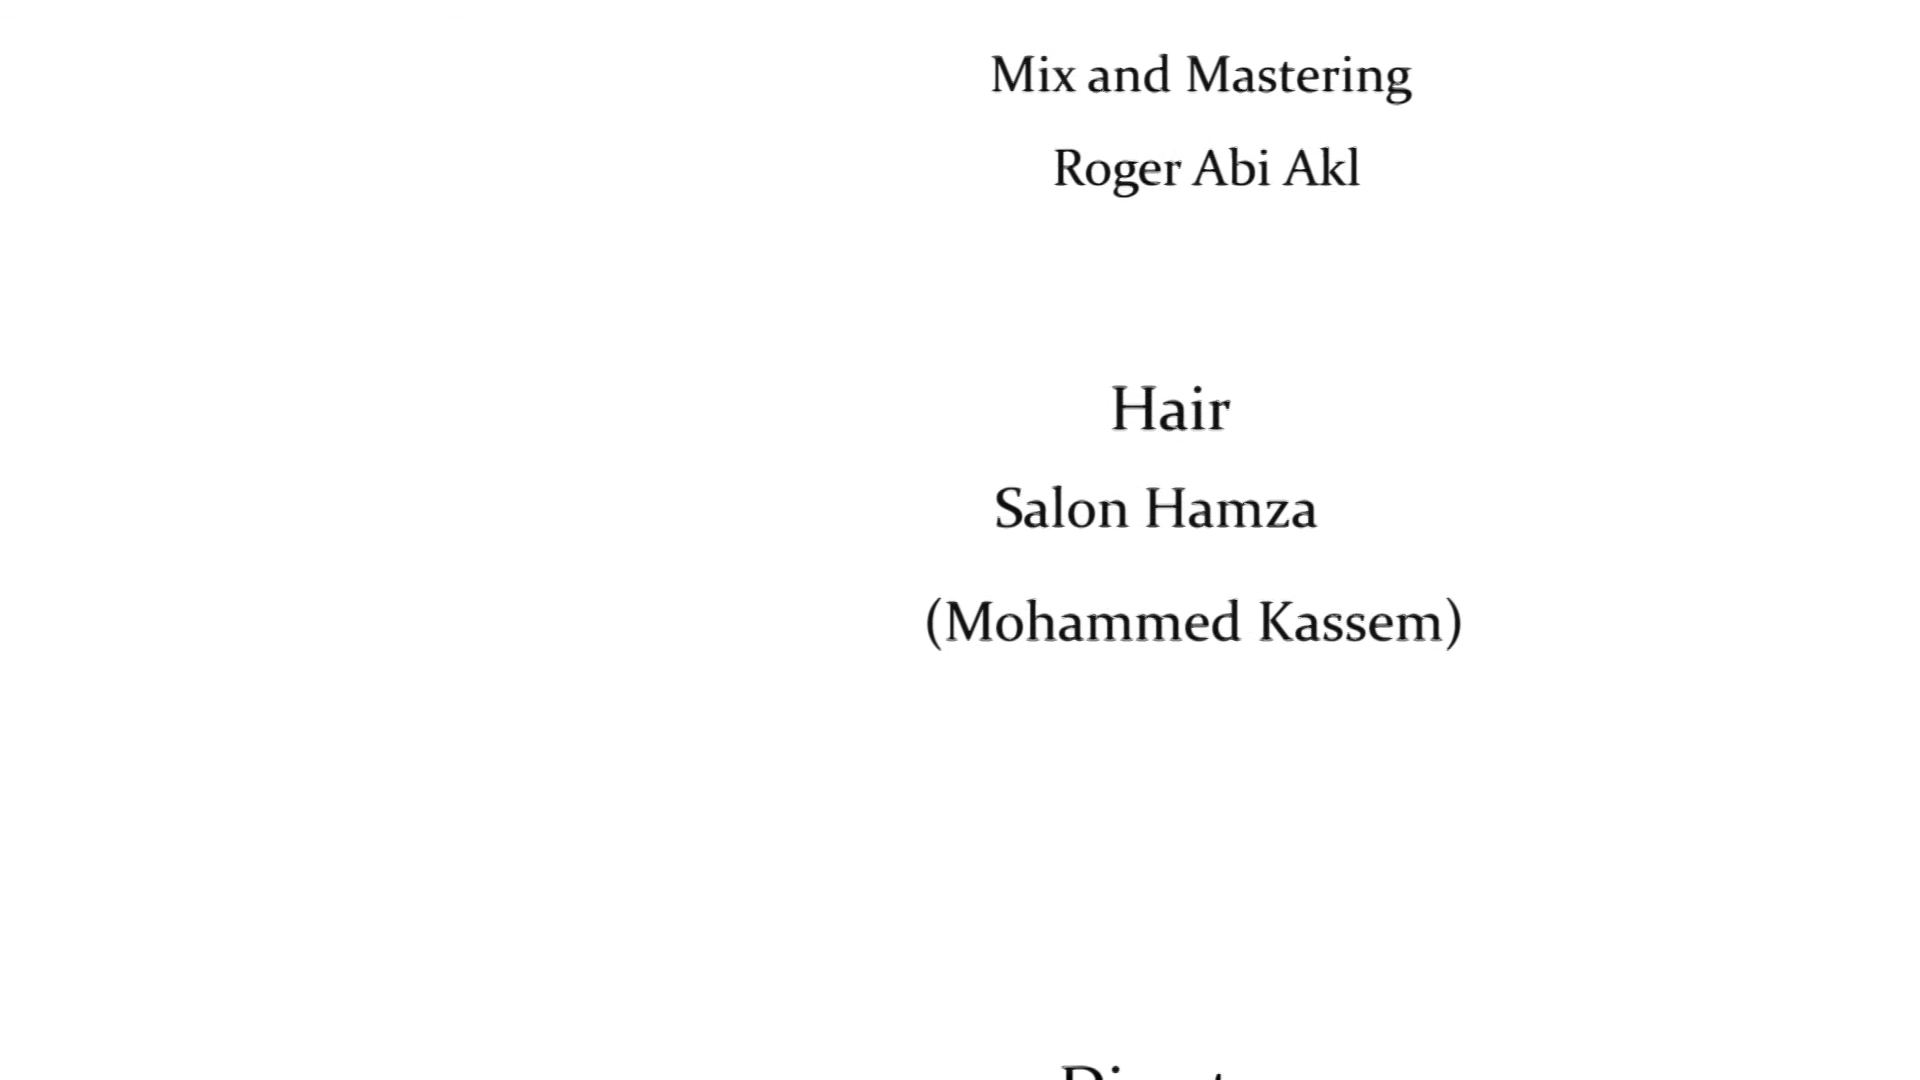 Mix and Mastering
Roger Abi Akl
Hair
Salon Hamza
(Mohammed Kassem)